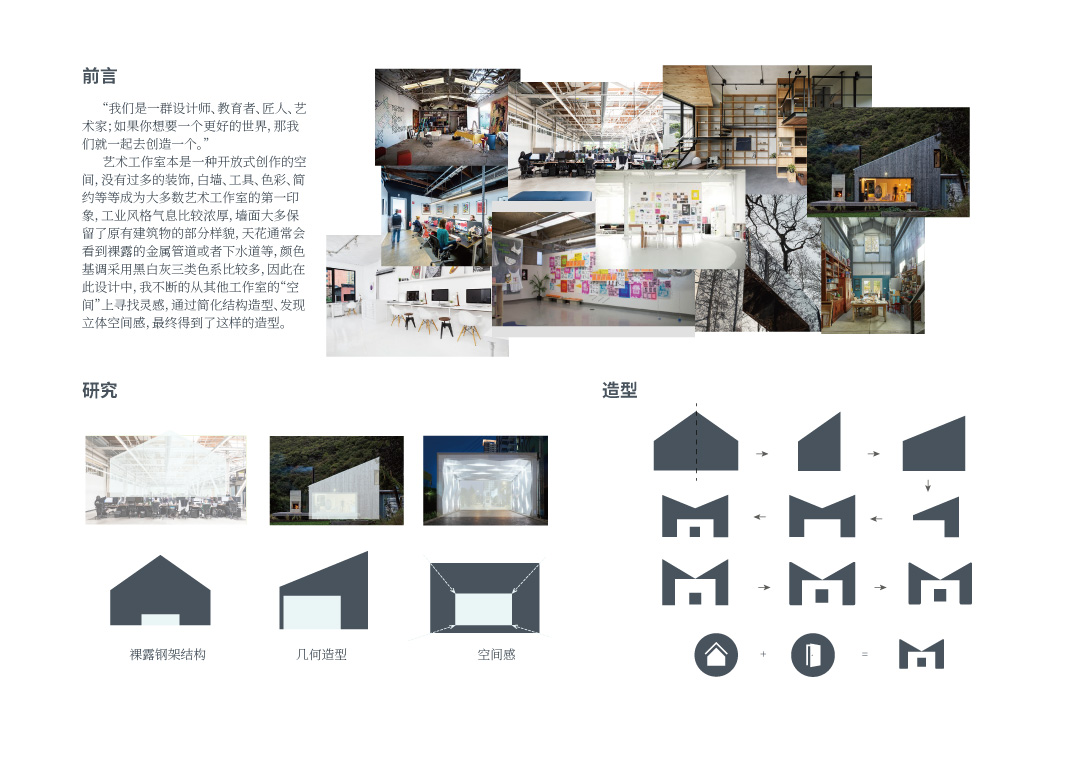 前言
“我们是一群设计师、教育者、匠人、艺
术家；如果你想要一个更好的世界，那我
们就一起去创造一个。”
艺术工作室本是一种开放式创作的空
间，没有过多的装饰，白墙、工具、色彩、简
约等等成为大多数艺术工作室的第一印
象，工业风格气息比较浓厚，墙面大多保
留了原有建筑物的部分样貌，天花通常会
看到裸露的金属管道或者下水道等，颜色
基调采用黑白灰三类色系比较多，因此在
此设计中，我不断的从其他工作室的“空
间”上寻找灵感，通过简化结构造型、发现
立体空间感，最终得到了这样的造型。
研究
造型
裸露钢架结构
几何造型
空间感
+
=